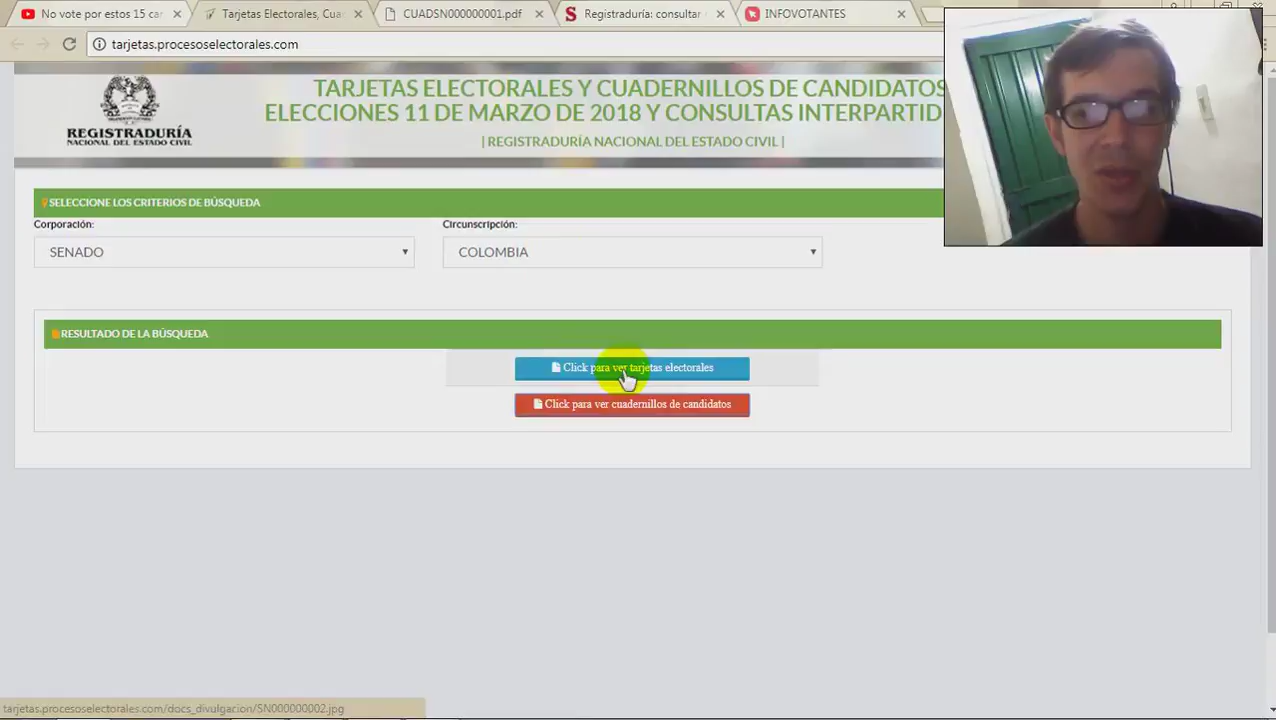 No vote por estos 15 car
Tarjetas Electorales, Cua
CUADSN000000001.pdf
Registraduría: consultar
INFOVOTANTES
tarjetas.procesoselectorales.com
REGISTRADURÍA
NACIONAL DEL ESTADO CIVIL
TARJETAS ELECTORALES Y CUADERNILLOS DE CANDIDATOS
ELECCIONES 11 DE MARZO DE 2018 Y CONSULTAS INTERPARTID
| REGISTRADURÍA NACIONAL DEL ESTADO CIVIL |
SELECCIONE LOS CRITERIOS DE BÚSQUEDA
Corporación: Circunscripción:
SENADO COLOMBIA
RESULTADO DE LA BÚSQUEDA
Click para ver tarjetas electorales
Click para ver cuadernillos de candidatos
tarjetas.procesoselectorales.com/docs_divulgacion/SN000000002.jpg